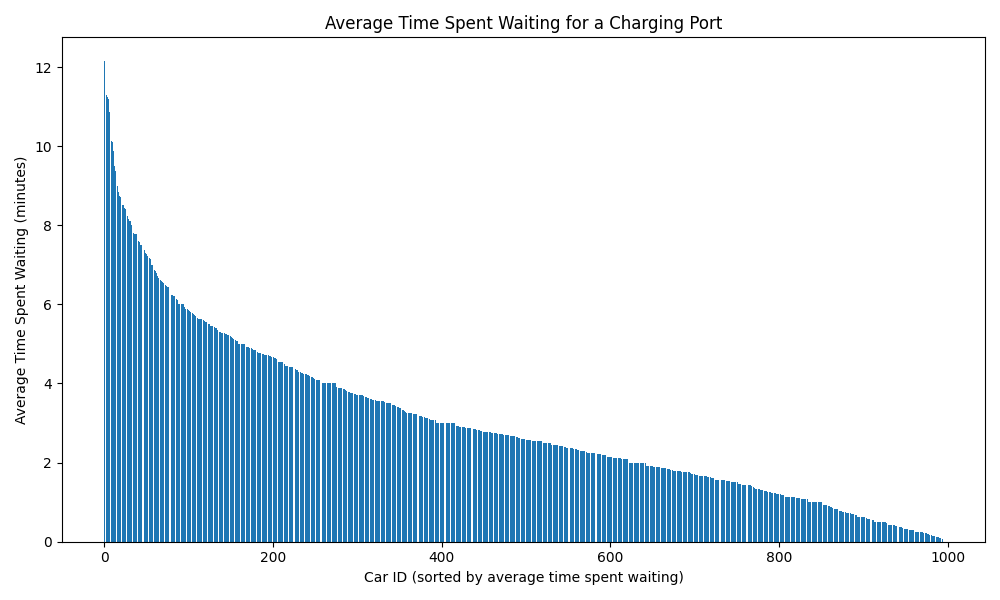 Average Time Spent Waiting for a Charging Port
Average Time Spent Waiting (minutes)
12
10
8
6
4
2
0
0 200 400 600 800 1000
Car ID (sorted by average time spent waiting)